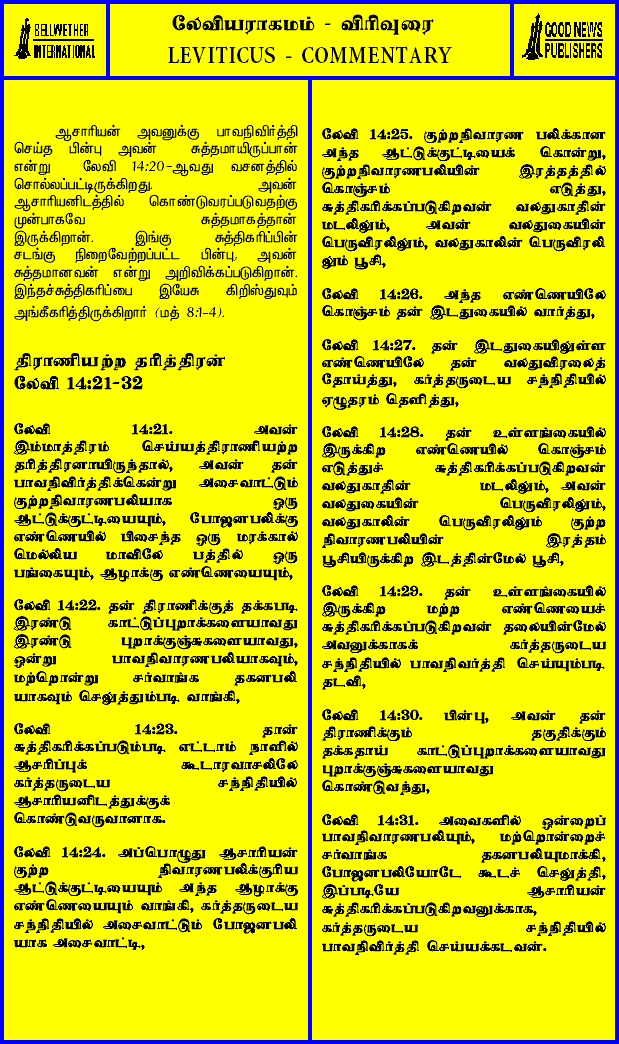 BELLWETHER
INTERNATIONAL
லேவியராகமம் - விரிவுரை
LEVITICUS - COMMENTARY
GOOD NEWS
PUBLISHERS
ஆசாரியன் அவனுக்கு பாவநிவிர்த்தி
செய்த பின்பு அவன் சுத்தமாயிருப்பான்
என்று லேவி 14:20-ஆவது வசனத்தில்
சொல்லப்பட்டிருக்கிறது. அவன்
ஆசாரியனிடத்தில் கொண்டுவரப்படுவதற்கு
முன்பாகவே சுத்தமாகத்தான்
இருக்கிறான். இங்கு சுத்திகரிப்பின்
சடங்கு நிறைவேற்றப்பட்ட பின்பு, அவன்
சுத்தமானவன் என்று அறிவிக்கப்படுகிறான்.
இந்தச்சுத்திகரிப்பை இயேசு கிறிஸ்துவும்
அங்கீகரித்திருக்கிறார் (மத் 8:1-4).
திராணியற்ற தரித்திரன்
லேவி 14:21-32
லேவி 14:21. அவன்
இம்மாத்திரம் செய்யத்திராணியற்ற
தரித்திரனாயிருந்தால், அவன் தன்
பாவநிவிர்த்திக்கென்று அசைவாட்டும்
குற்றநிவாரணபலியாக ஒரு
ஆட்டுக்குட்டியையும், போஜனபலிக்கு
எண்ணெயில் பிசைந்த ஒரு மரக்கால்
மெல்லிய மாவிலே பத்தில் ஒரு
பங்கையும், ஆழாக்கு எண்ணெயையும்,
லேவி 14:22. தன் திராணிக்குத் தக்கபடி
இரண்டு காட்டுப்புறாக்களையாவது
இரண்டு புறாக்குஞ்சுகளையாவது,
ஒன்று பாவநிவாரணபலியாகவும்,
மற்றொன்று சர்வாங்க தகனபலி
யாகவும் செலுத்தும்படி வாங்கி,
லேவி 14:23. தான்
சுத்திகரிக்கப்படும்படி எட்டாம் நாளில்
ஆசரிப்புக் கூடாரவாசலிலே
கர்த்தருடைய சந்நிதியில்
ஆசாரியனிடத்துக்குக்
கொண்டுவருவானாக.
லேவி 14:24. அப்பொழுது ஆசாரியன்
குற்ற நிவாரணபலிக்குரிய
ஆட்டுக்குட்டியையும் அந்த ஆழாக்கு
எண்ணெயையும் வாங்கி, கர்த்தருடைய
சந்நிதியில் அசைவாட்டும் போஜனபலி
யாக அசைவாட்டி,
லேவி 14:25. குற்றநிவாரண பலிக்கான
அந்த ஆட்டுக்குட்டியைக் கொன்று,
குற்றநிவாரணபலியின் இரத்தத்தில்
கொஞ்சம் எடுத்து,
சுத்திகரிக்கப்படுகிறவன் வலதுகாதின்
மடலிலும், அவன் வலதுகையின்
பெருவிரலிலும், வலதுகாலின் பெருவிரலி
லும் பூசி,
லேவி 14:26. அந்த எண்ணெயிலே
கொஞ்சம் தன் இடதுகையில் வார்த்து,
லேவி 14:27. தன் இடதுகையிலுள்ள
எண்ணெயிலே தன் வலதுவிரலைத்
தோய்த்து, கர்த்தருடைய சந்நிதியில்
ஏழுதரம் தெளித்து,
லேவி 14:28. தன் உள்ளங்கையில்
இருக்கிற எண்ணெயில் கொஞ்சம்
எடுத்துச் சுத்திகரிக்கப்படுகிறவன்
வலதுகாதின் மடலிலும், அவன்
வலதுகையின் பெருவிரலிலும்,
வலதுகாலின் பெருவிரலிலும் குற்ற
நிவாரணபலியின் இரத்தம்
பூசியிருக்கிற இடத்தின்மேல் பூசி,
லேவி 14:29. தன் உள்ளங்கையில்
இருக்கிற மற்ற எண்ணெயைச்
சுத்திகரிக்கப்படுகிறவன் தலையின்மேல்
அவனுக்காகக் கர்த்தருடைய
சந்நிதியில் பாவநிவர்த்தி செய்யும்படி
தடவி,
லேவி 14:30. பின்பு, அவன் தன்
திராணிக்கும் தகுதிக்கும்
தக்கதாய் காட்டுப்புறாக்களையாவது
புறாக்குஞ்சுகளையாவது
கொண்டுவந்து,
லேவி 14:31. அவைகளில் ஒன்றைப்
பாவநிவாரணபலியும், மற்றொன்றைச்
சர்வாங்க தகனபலியுமாக்கி,
போஜனபலியோடே கூடச் செலுத்தி,
இப்படியே ஆசாரியன்
சுத்திகரிக்கப்படுகிறவனுக்காக,
கர்த்தருடைய சந்நிதியில்
பாவநிவிர்த்தி செய்யக்கடவன்.